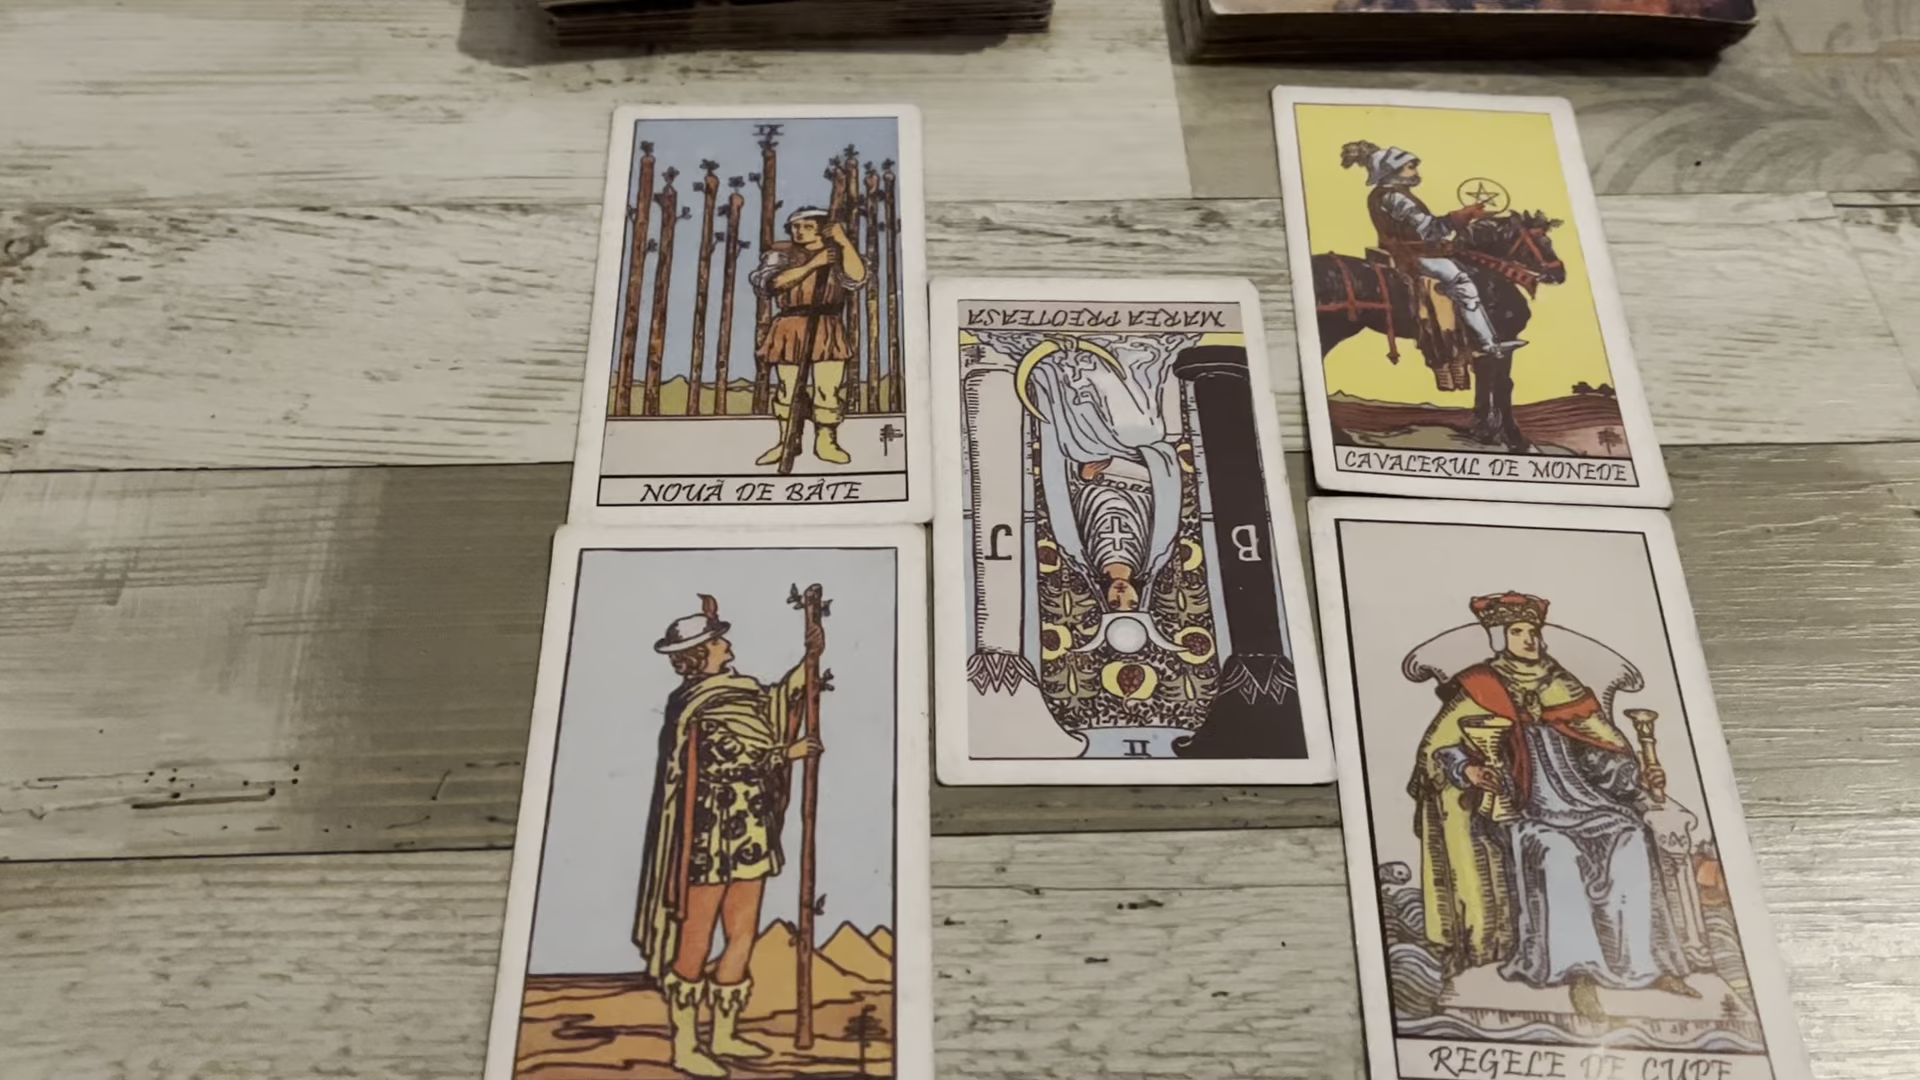 IX
NOUĂ DE BÂTE
CAVALERUL DE MONEDE
MAREA PREOTEASA
TORA
J
B
II
REGELE DE CUPE